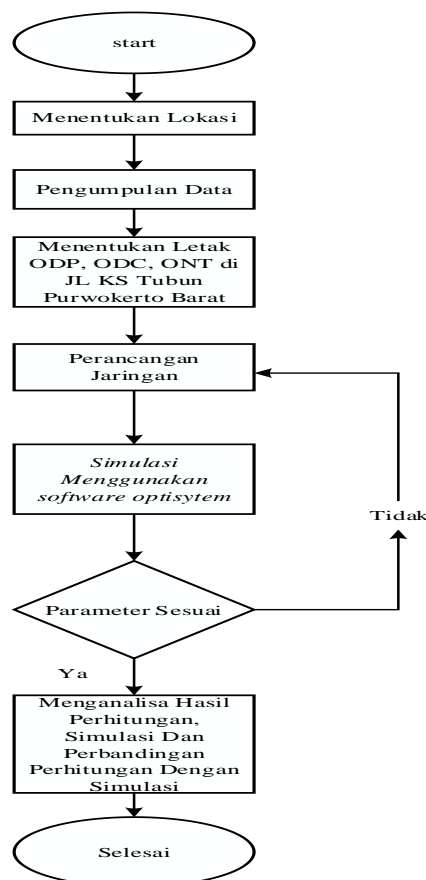 start
Menentukan Lokasi
Pengumpulan Data
Menentukan Letak
ODP, ODC, ONT di
JL KS Tubun
Purwokerto Barat
Perancangan
Jaringan
Simulasi
Menggunakan
software optisytem
Tidak
Parameter Sesuai
Ya
Menganalisa Hasil
Perhitungan,
Simulasi Dan
Perbandingan
Perhitungan Dengan
Simulasi
Selesai